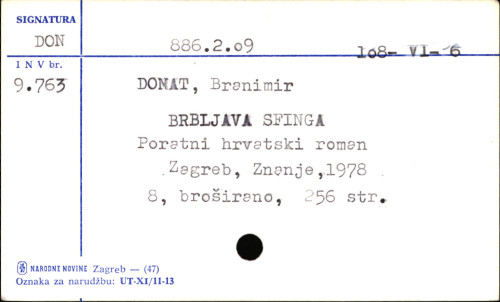 SIGNATURA
DON 886.2.09 168- VI- 6
I N V br.
9.763 DONAT, Branimir
BRBLJAVA SFINGA
Poratni hrvatski roman
Zagreb, Znanje,1978
8, broširano, 256 str.
NARODNE NOVINE Zagreb — (47)
Oznaka za narudžbu: UT-XI/11-13